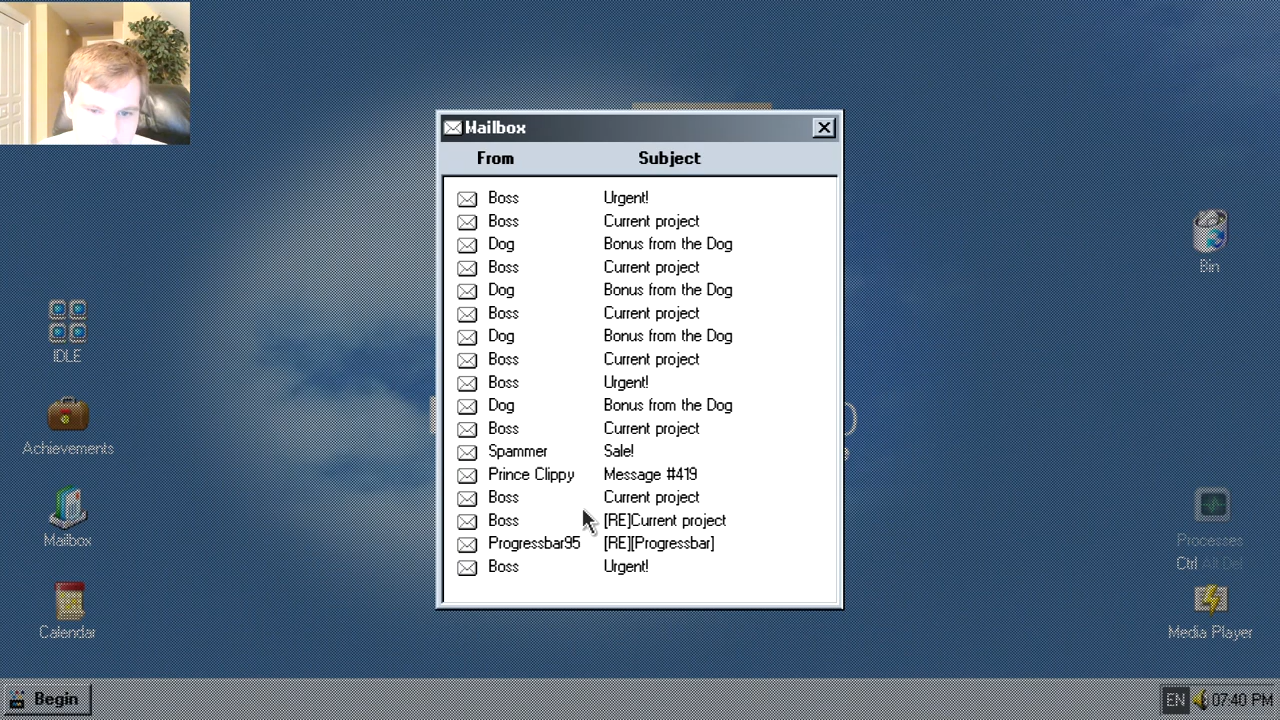 Mailbox
From Subject
Boss Urgent!
Boss Current project
Dog Bonus from the Dog
Boss Current project
Dog Bonus from the Dog
Boss Current project
Dog Bonus from the Dog
Boss Current project
Boss Urgent!
Dog Bonus from the Dog
Boss Current project
Spammer Sale!
Prince Clippy Message #419
Boss Current project
Boss [RE]Current project
Progressbar95 [RE][Progressbar]
Boss Urgent!
IDLE
Achievements
Mailbox
Calendar
Bin
Processes
Ctrl Alt Del
Media Player
Begin
EN 07:40 PM